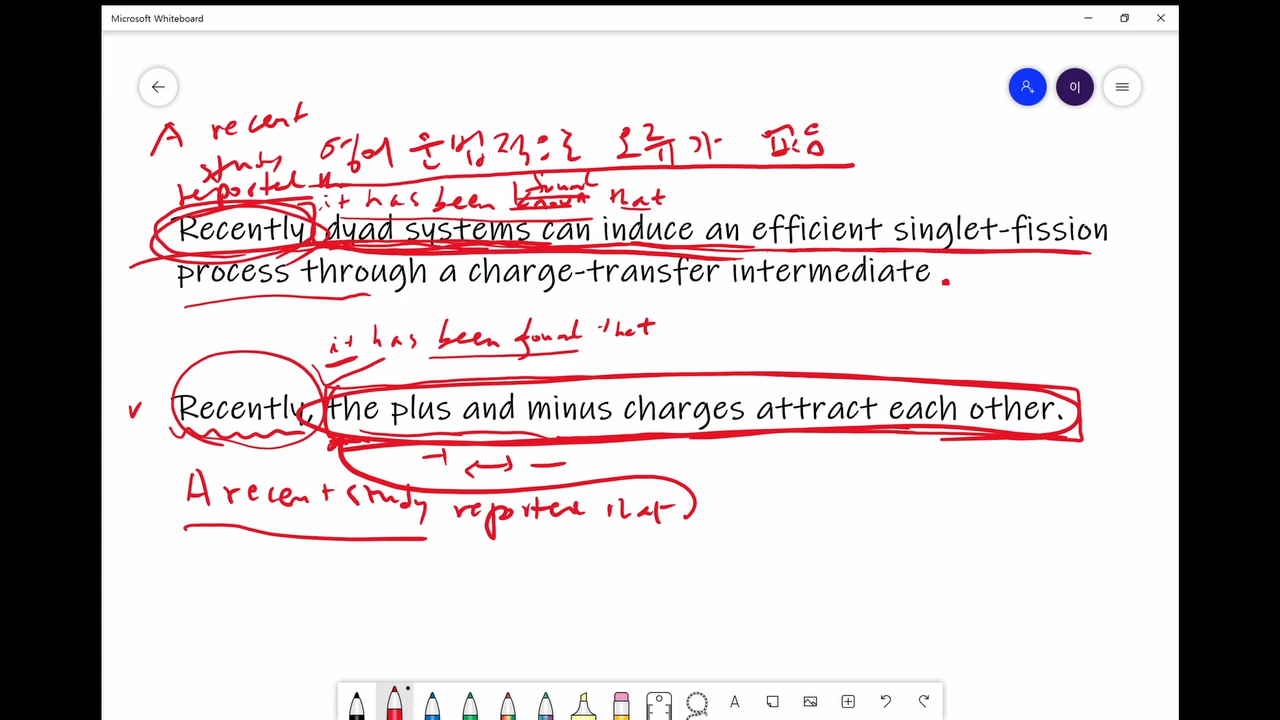 Microsoft Whiteboard
이
A recent
study
reported
영어 문법적으로 오류가 없음
it has been found that
Recently, dyad systems can induce an efficient singlet-fission
process through a charge-transfer intermediate.
it has been found that
v Recently, the plus and minus charges attract each other.
+ ↔ −
A recent study reported that
A